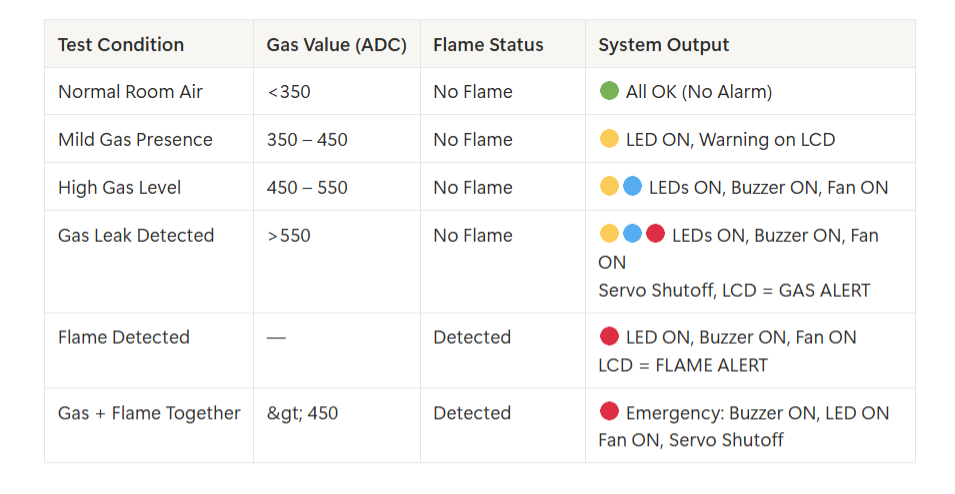 Test Condition Gas Value (ADC) Flame Status System Output
Normal Room Air <350 No Flame 🟢 All OK (No Alarm)
Mild Gas Presence 350 – 450 No Flame 🟡 LED ON, Warning on LCD
High Gas Level 450 – 550 No Flame 🟡🔵 LEDs ON, Buzzer ON, Fan ON
Gas Leak Detected >550 No Flame 🟡🔵🔴 LEDs ON, Buzzer ON, Fan
ON
Servo Shutoff, LCD = GAS ALERT
Flame Detected — Detected 🔴 LED ON, Buzzer ON, Fan ON
LCD = FLAME ALERT
Gas + Flame Together &gt; 450 Detected 🔴 Emergency: Buzzer ON, LED ON
Fan ON, Servo Shutoff